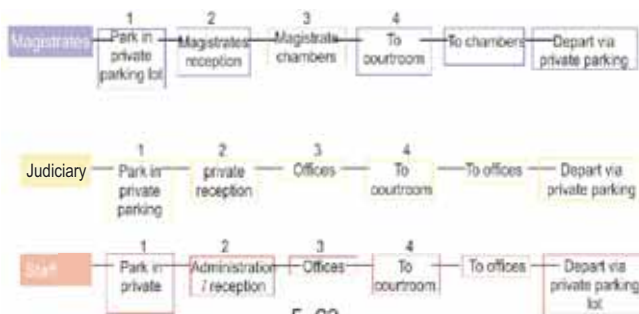 1 2 3 4
Magistrates Park in private parking lot Magistrates reception Magistrate chambers To courtroom To chambers Depart via private parking
1 2 3 4
Judiciary Park in private parking private reception Offices To courtroom To offices Depart via private parking
1 2 3 4
Staff Park in private Administration / reception Offices To courtroom To offices Depart via private parking lot